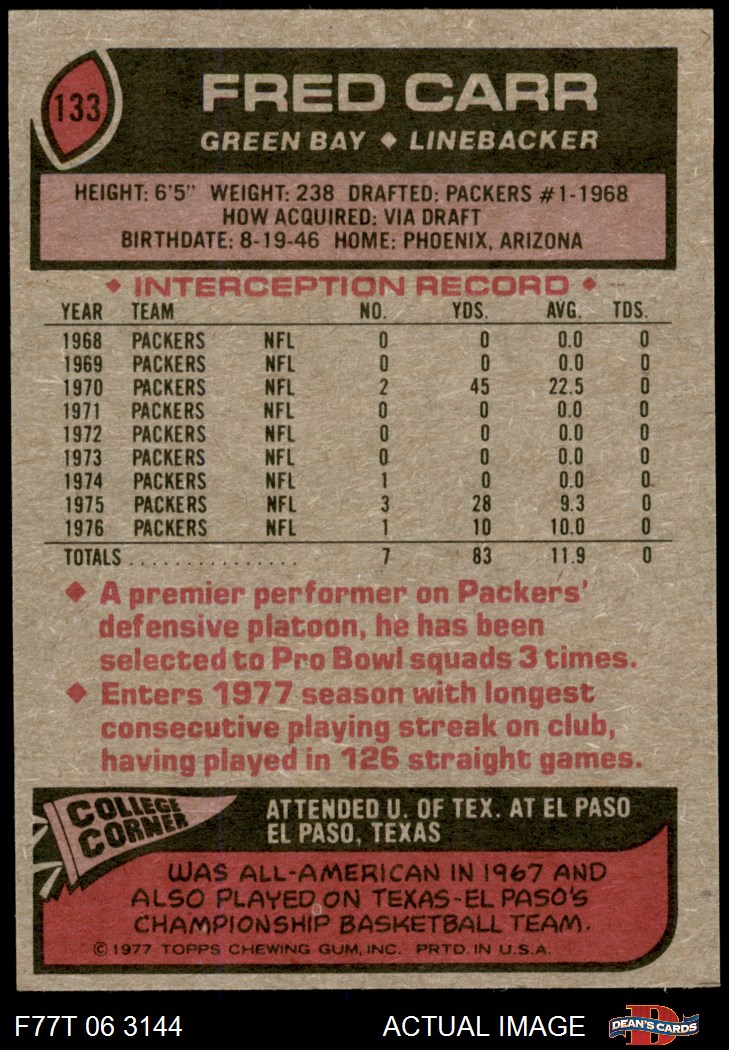 133
FRED CARR
GREEN BAY ◆ LINEBACKER
HEIGHT: 6'5" WEIGHT: 238 DRAFTED: PACKERS #1-1968
HOW ACQUIRED: VIA DRAFT
BIRTHDATE: 8-19-46 HOME: PHOENIX, ARIZONA
◆ INTERCEPTION RECORD ◆
YEAR TEAM NO. YDS. AVG. TDS.
1968 PACKERS NFL 0 0 0.0 0
1969 PACKERS NFL 0 0 0.0 0
1970 PACKERS NFL 2 45 22.5 0
1971 PACKERS NFL 0 0 0.0 0
1972 PACKERS NFL 0 0 0.0 0
1973 PACKERS NFL 0 0 0.0 0
1974 PACKERS NFL 1 0 0.0 0
1975 PACKERS NFL 3 28 9.3 0
1976 PACKERS NFL 1 10 10.0 0
TOTALS ................ 7 83 11.9 0
◆ A premier performer on Packers'
defensive platoon, he has been
selected to Pro Bowl squads 3 times.
◆ Enters 1977 season with longest
consecutive playing streak on club,
having played in 126 straight games.
COLLEGE
CORNER
ATTENDED U. OF TEX. AT EL PASO
EL PASO, TEXAS
WAS ALL-AMERICAN IN 1967 AND
ALSO PLAYED ON TEXAS-EL PASO'S
CHAMPIONSHIP BASKETBALL TEAM.
© 1977 TOPPS CHEWING GUM, INC. PRTD. IN U.S.A.
F77T 06 3144
ACTUAL IMAGE
D
DEAN'S CARDS